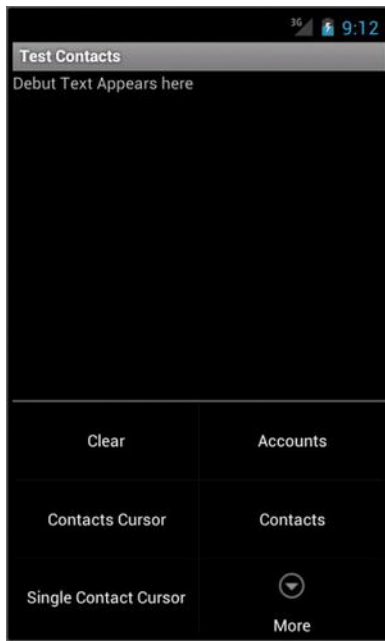 3G 9:12
Test Contacts
Debut Text Appears here
Clear
Accounts
Contacts Cursor
Contacts
Single Contact Cursor
More